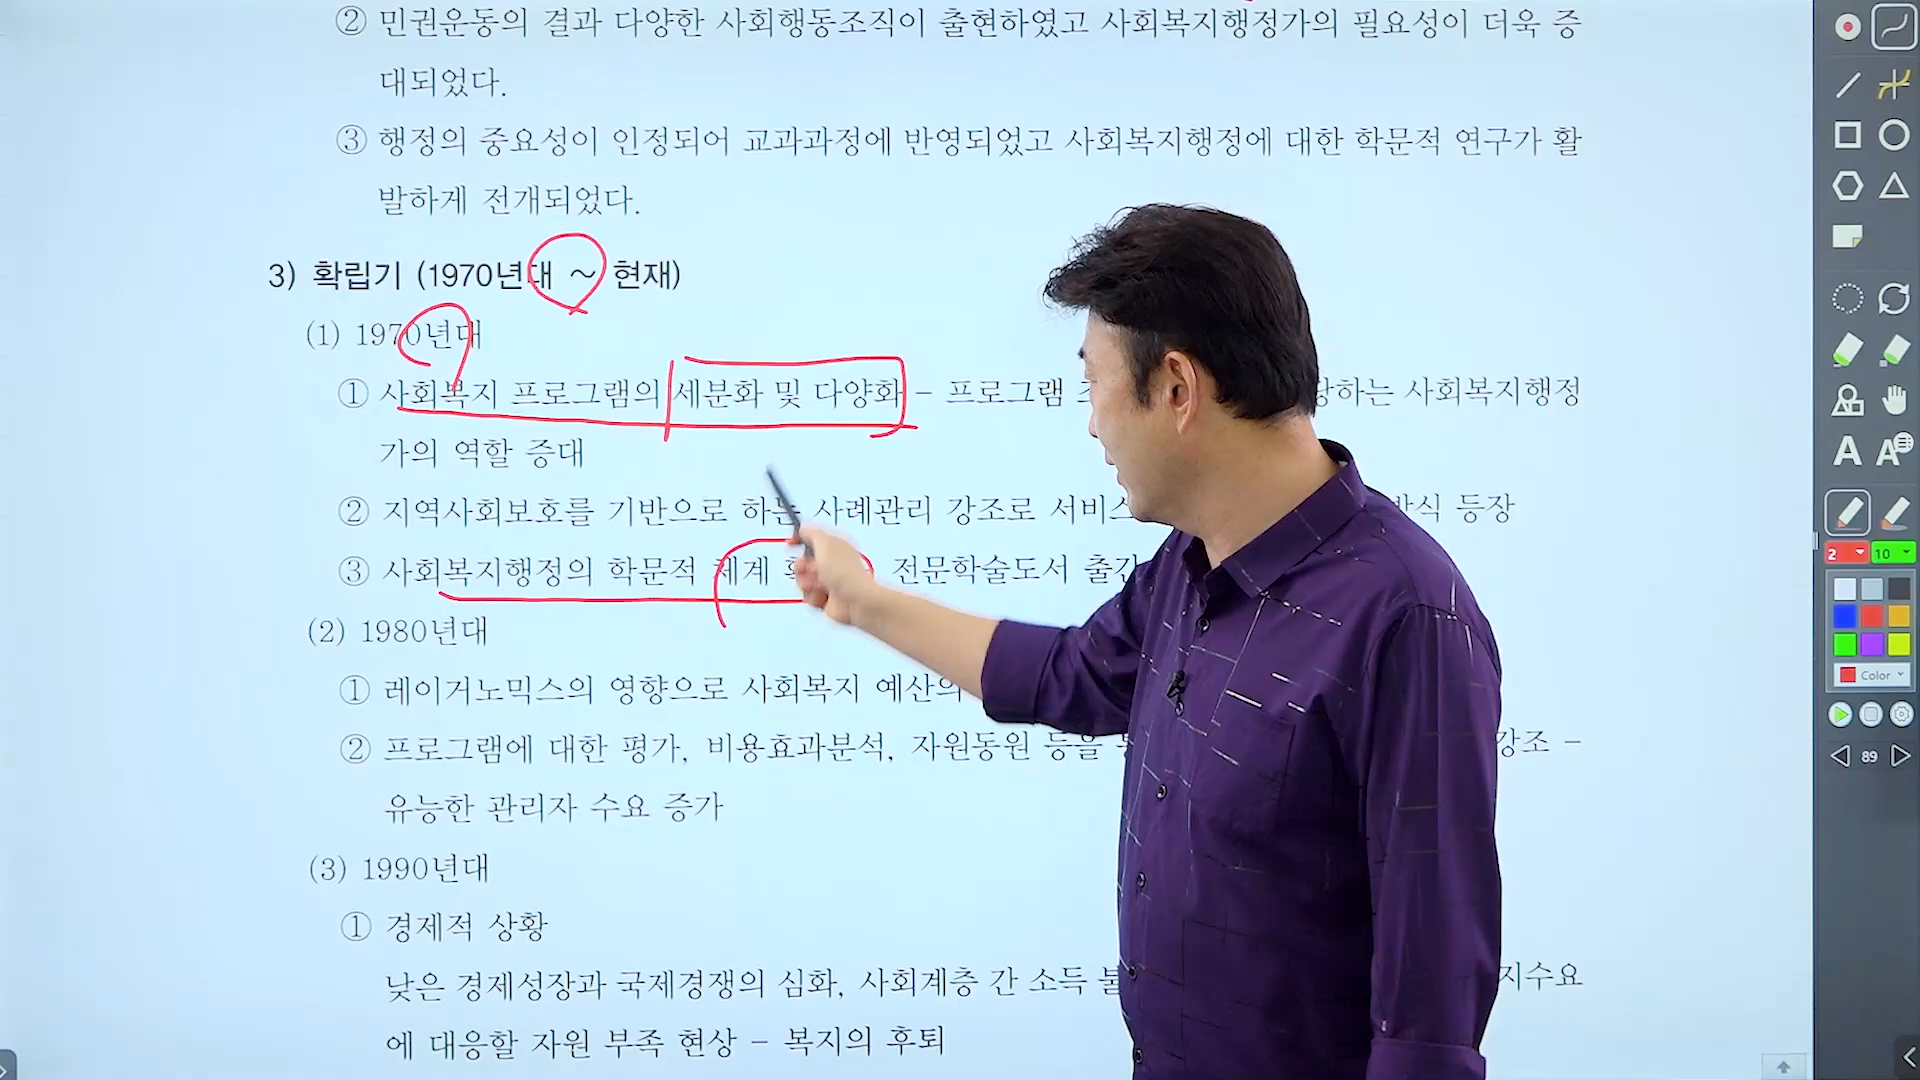 ② 민권운동의 결과 다양한 사회행동조직이 출현하였고 사회복지행정가의 필요성이 더욱 증
대되었다.
③ 행정의 중요성이 인정되어 교과과정에 반영되었고 사회복지행정에 대한 학문적 연구가 활
발하게 전개되었다.
3) 확립기 (1970년대 ~ 현재)
(1) 1970년대
① 사회복지 프로그램의 세분화 및 다양화 - 프로그램 사회복지행정
가의 역할 증대
② 지역사회보호를 기반으로 하는 사례관리 강조로 등장
③ 사회복지행정의 학문적 체계 전문학술도서
(2) 1980년대
① 레이거노믹스의 영향으로 사회복지 예산의
② 프로그램에 대한 평가, 비용효과분석, 자원동원 등을 강조 -
유능한 관리자 수요 증가
(3) 1990년대
① 경제적 상황
낮은 경제성장과 국제경쟁의 심화, 사회계층 간 소득
에 대응할 자원 부족 현상 - 복지의 후퇴
A
A
2
10
Color
89